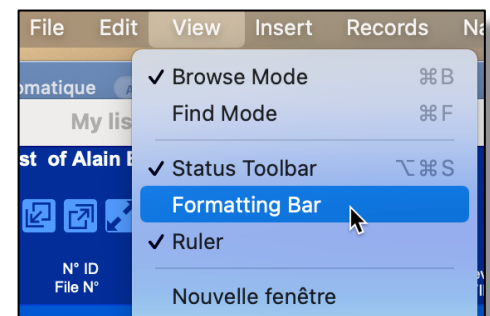 File Edit View Insert Records
omatique
✓ Browse Mode ⌘B
My lis
Find Mode ⌘F
st of Alain
✓ Status Toolbar ⌥⌘S
Formatting Bar
✓ Ruler
N° ID
File N°
Nouvelle fenêtre